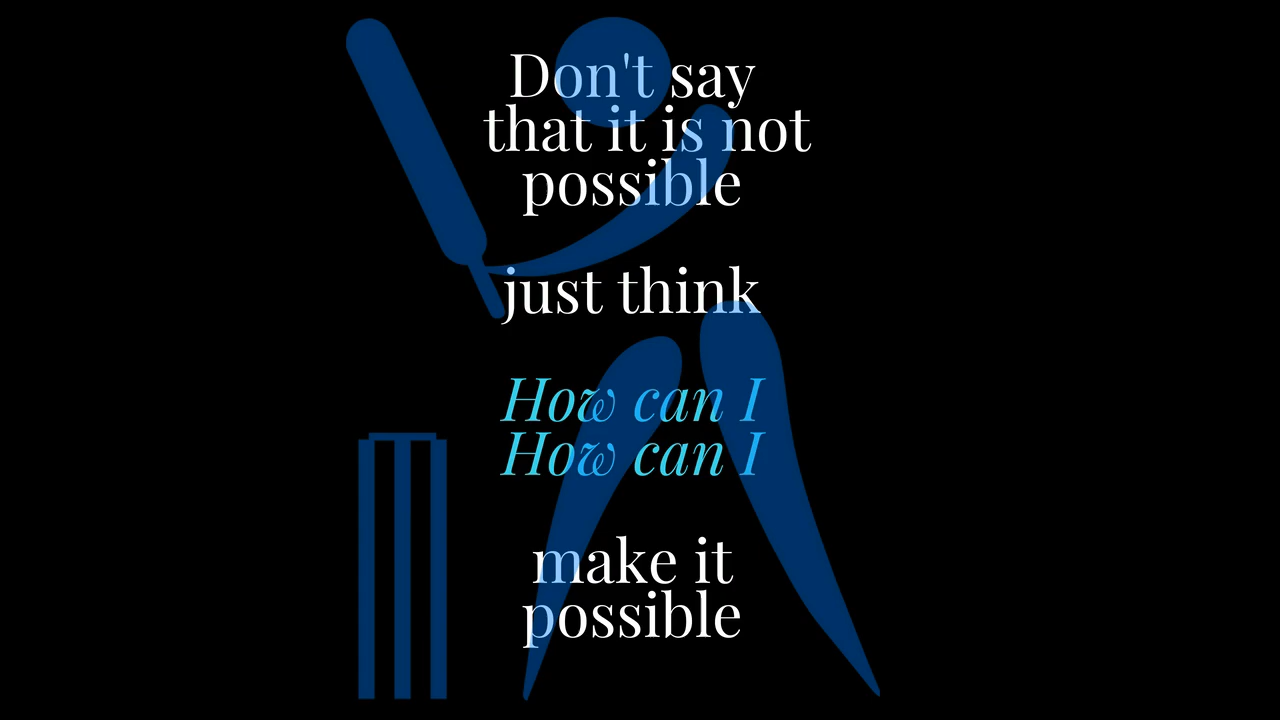 Don't say
that it is not
possible
just think
How can I
How can I
make it
possible